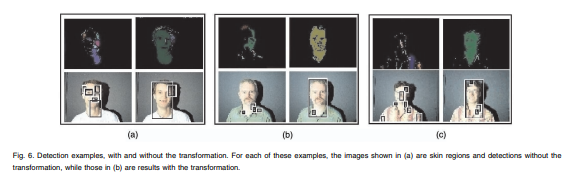 (a) (b) (c)
Fig. 6. Detection examples, with and without the transformation. For each of these examples, the images shown in (a) are skin regions and detections without the
transformation, while those in (b) are results with the transformation.